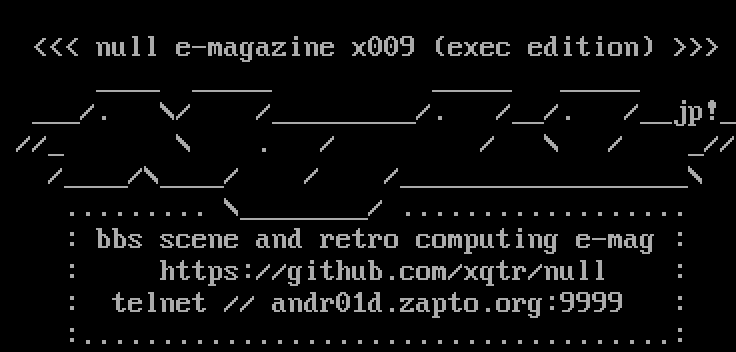 <<< null e-magazine x009 (exec edition) >>>
jp!
bbs scene and retro computing e-mag
https://github.com/xqtr/null
telnet // andr01d.zapto.org:9999